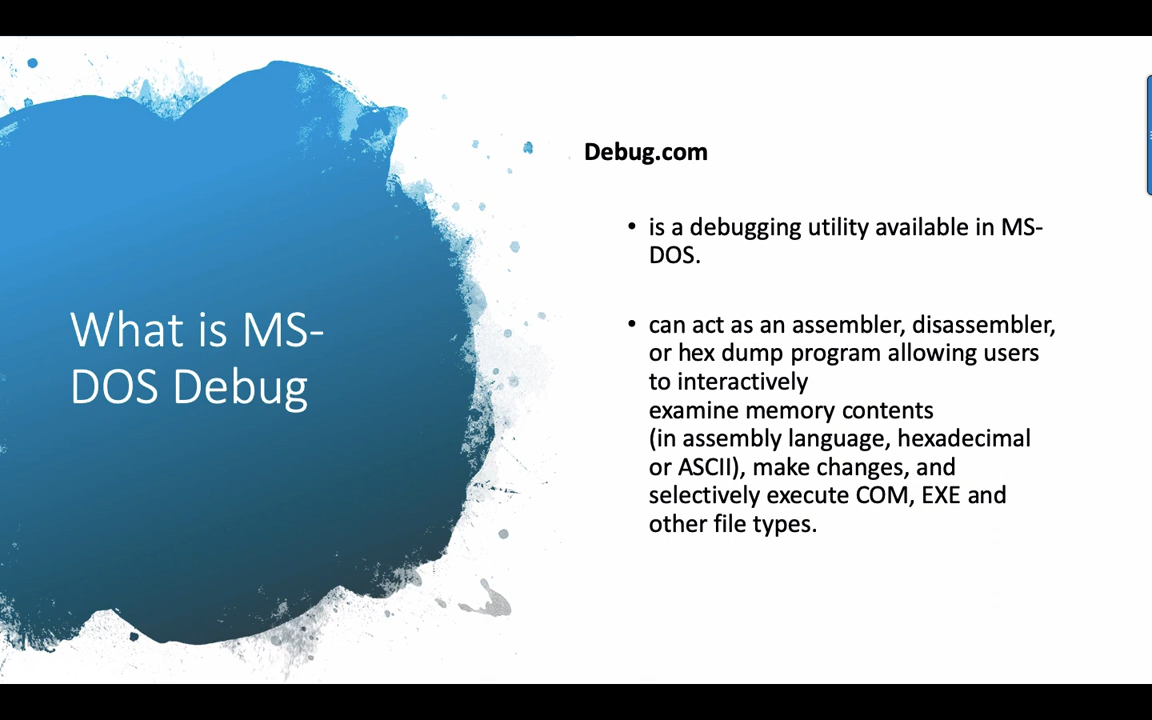 What is MS-
DOS Debug
Debug.com
• is a debugging utility available in MS-
DOS.
• can act as an assembler, disassembler,
or hex dump program allowing users
to interactively
examine memory contents
(in assembly language, hexadecimal
or ASCII), make changes, and
selectively execute COM, EXE and
other file types.